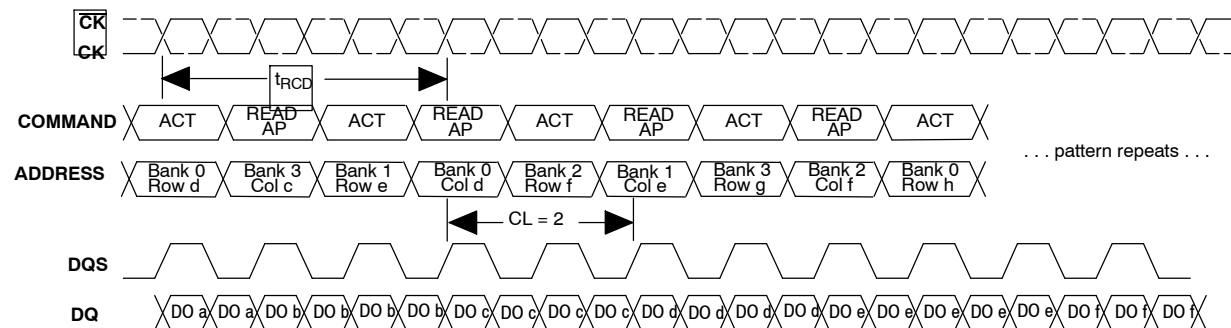 CK
CK
tRCD
COMMAND ACT READ AP ACT READ AP ACT READ AP ACT READ AP ACT
ADDRESS Bank 0 Row d Bank 3 Col c Bank 1 Row e Bank 0 Col d Bank 2 Row f Bank 1 Col e Bank 3 Row g Bank 2 Col f Bank 0 Row h
. . . pattern repeats . . .
CL = 2
DQS
DQ DO a DO a DO b DO b DO b DO b DO c DO c DO c DO c DO d DO d DO d DO d DO e DO e DO e DO e DO e DO f DO f DO f